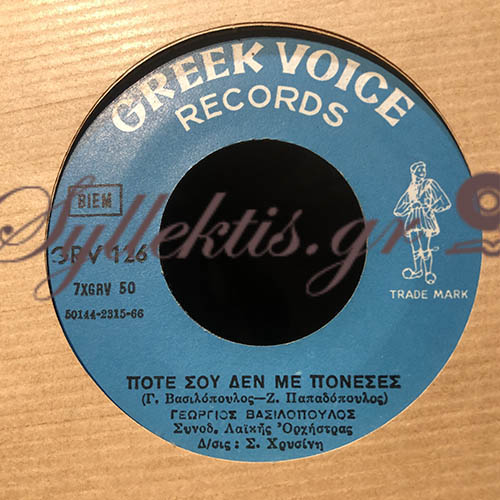 GREEK VOICE
RECORDS
BIEM
Syllektis.gr
GRV 126
7XGRV 50
50144-2315-66
TRADE MARK
ΠΟΤΕ ΣΟΥ ΔΕΝ ΜΕ ΠΟΝΕΣΕΣ
(Γ. Βασιλόπουλος—Ζ. Παπαδόπουλος)
ΓΕΩΡΓΙΟΣ ΒΑΣΙΛΟΠΟΥΛΟΣ
Συνοδ. Λαϊκῆς Ὀρχήστρας
Δ/σις : Σ. Χρυσίνη